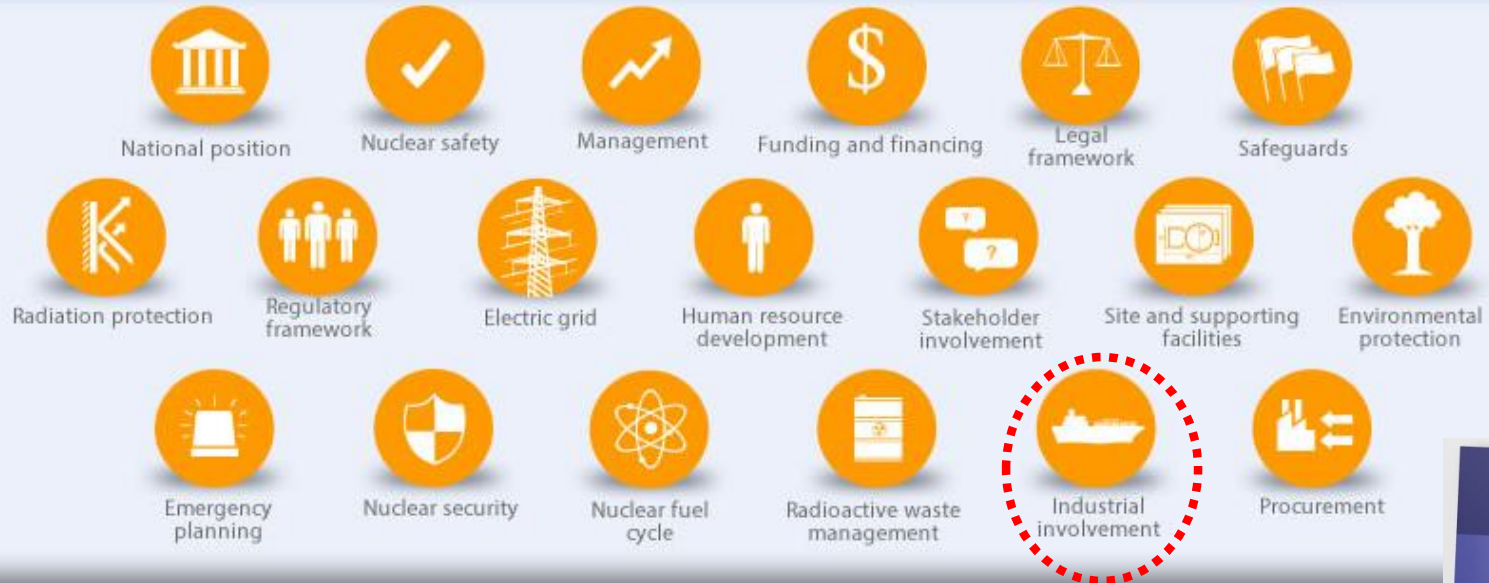 $
National position
Nuclear safety
Management
Funding and financing
Legal
framework
Safeguards
Radiation protection
Regulatory
framework
Electric grid
Human resource
development
?
?
Stakeholder
involvement
Site and supporting
facilities
Environmental
protection
Emergency
planning
Nuclear security
Nuclear fuel
cycle
Radioactive waste
management
Industrial
involvement
Procurement